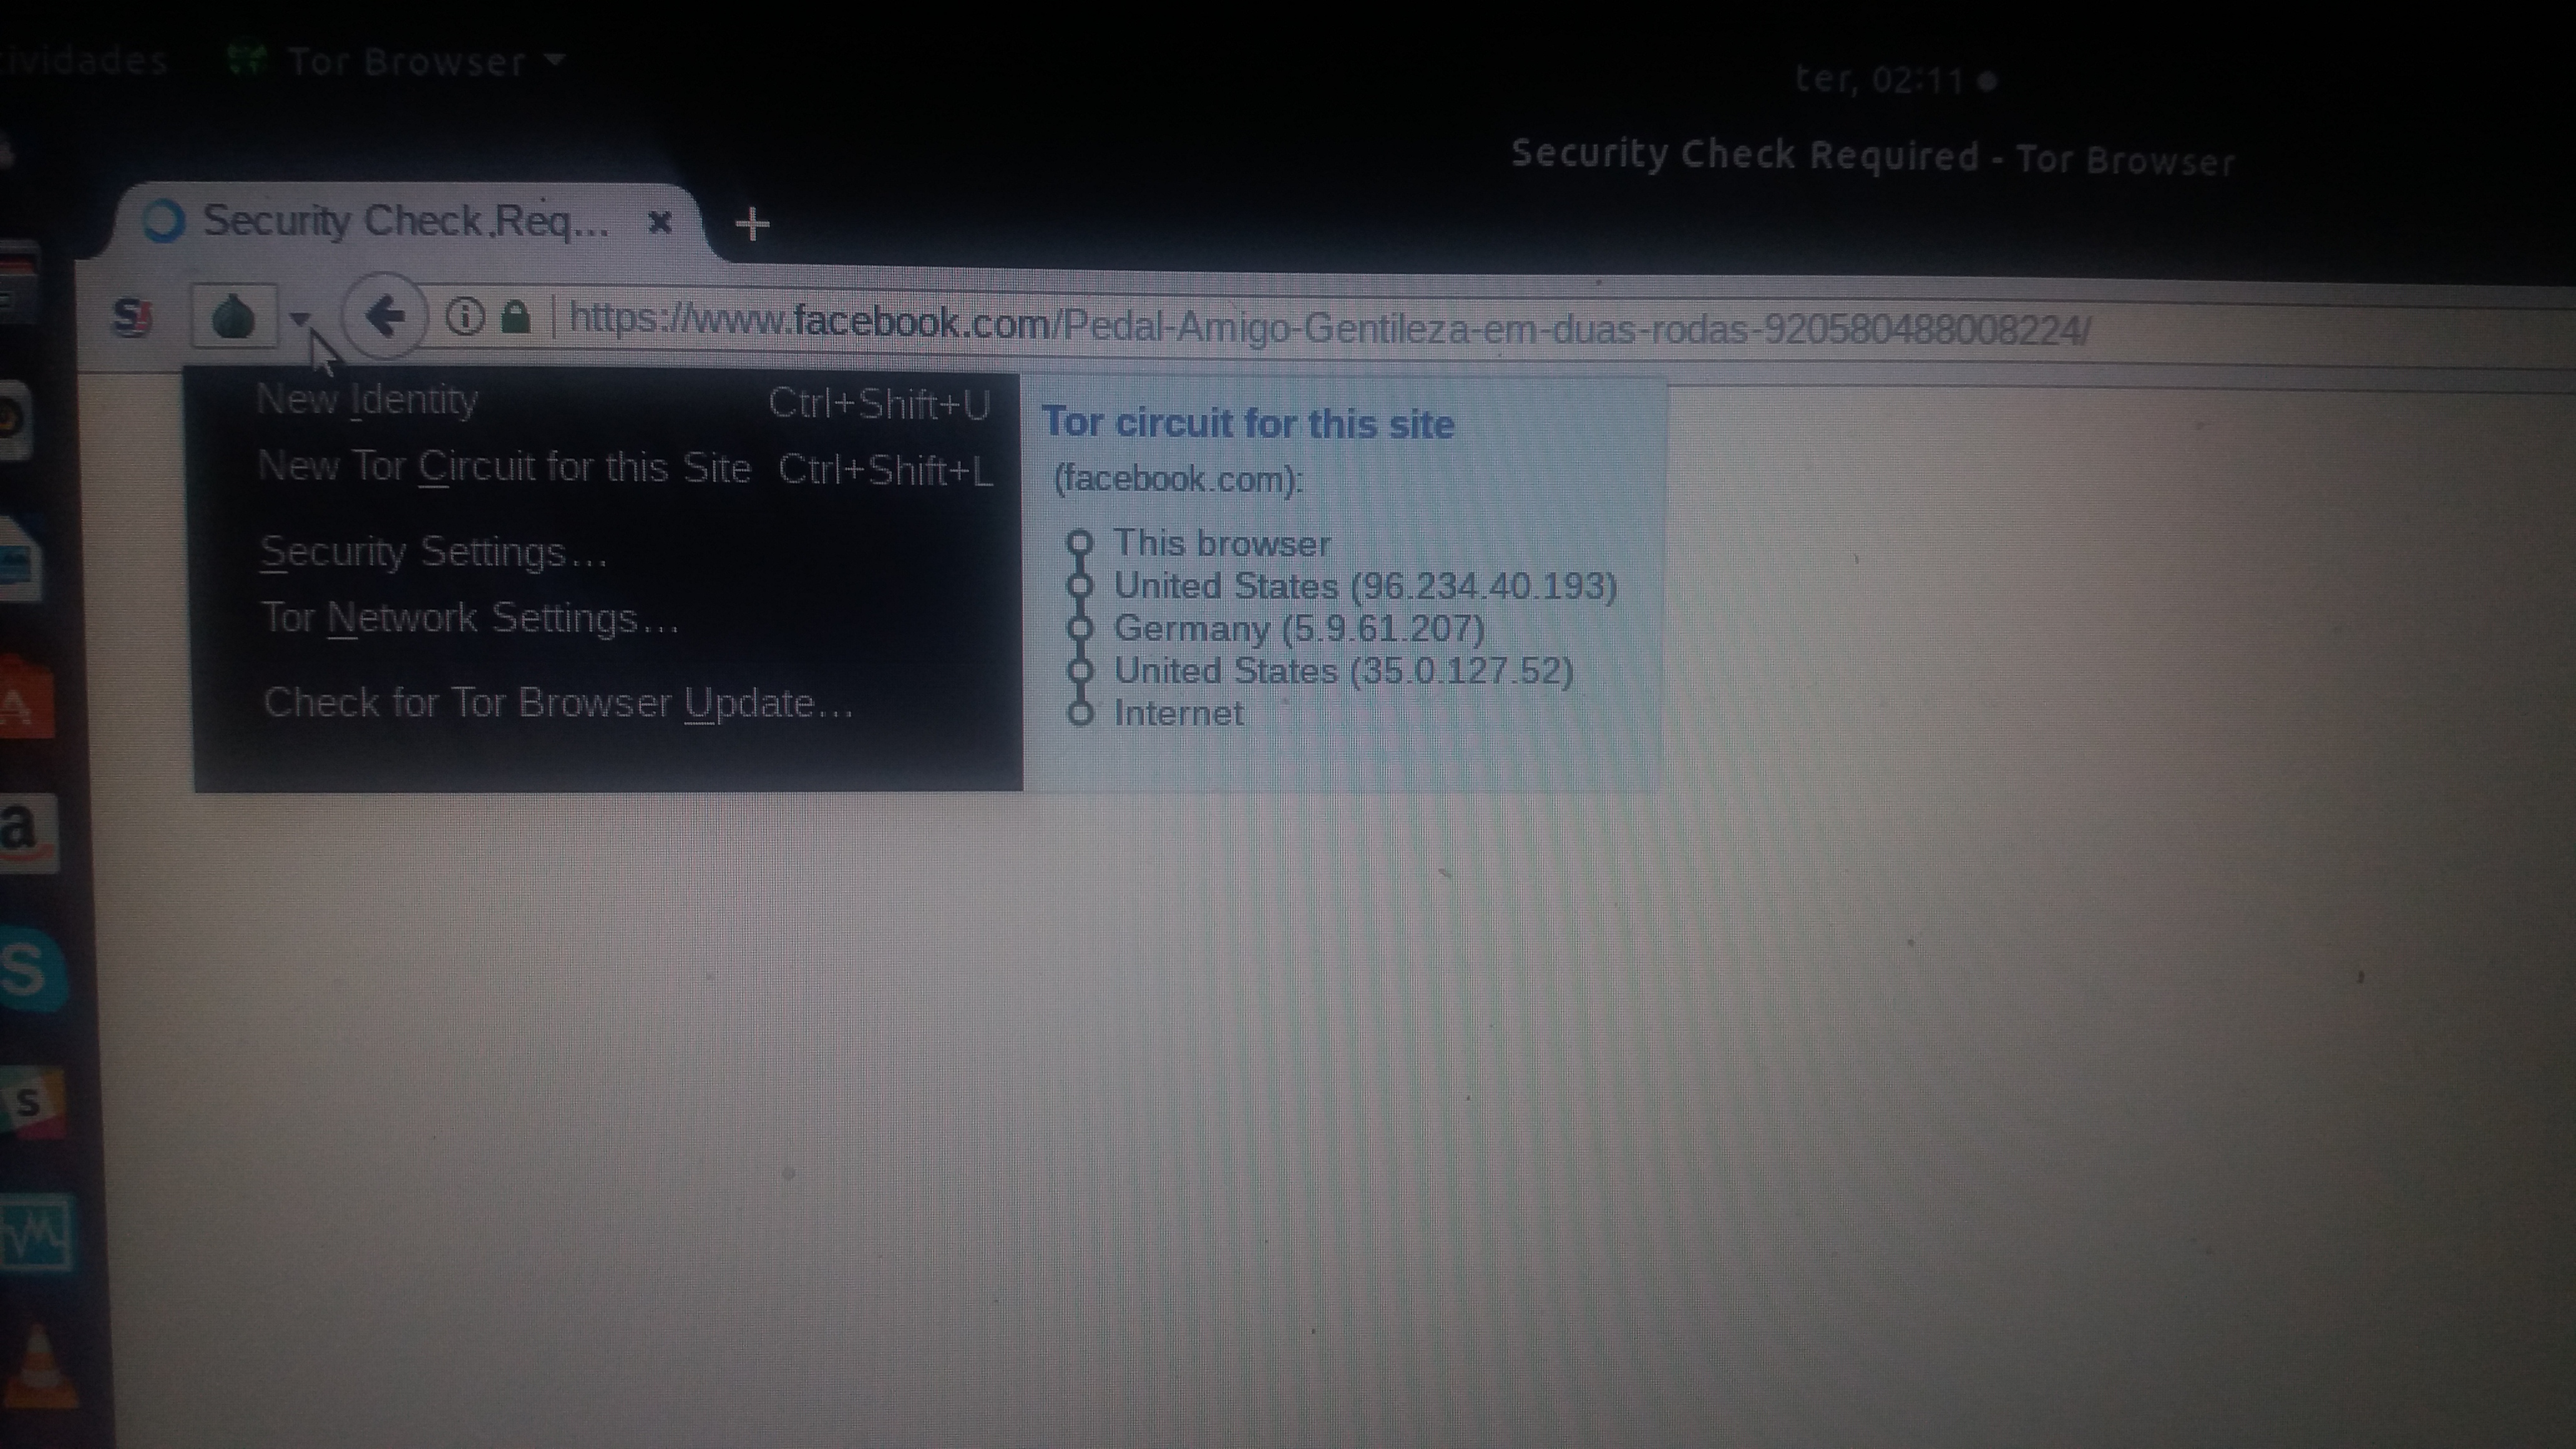 ividades Tor Browser ter, 02:11
Security Check Required - Tor Browser
Security Check Req...
https://www.facebook.com/Pedal-Amigo-Gentileza-em-duas-rodas-920580488008224/
New Identity Ctrl+Shift+U
New Tor Circuit for this Site Ctrl+Shift+L
Security Settings...
Tor Network Settings...
Check for Tor Browser Update...
Tor circuit for this site
(facebook.com):
This browser
United States (96.234.40.193)
Germany (5.9.61.207)
United States (35.0.127.52)
Internet
A
a
S
S